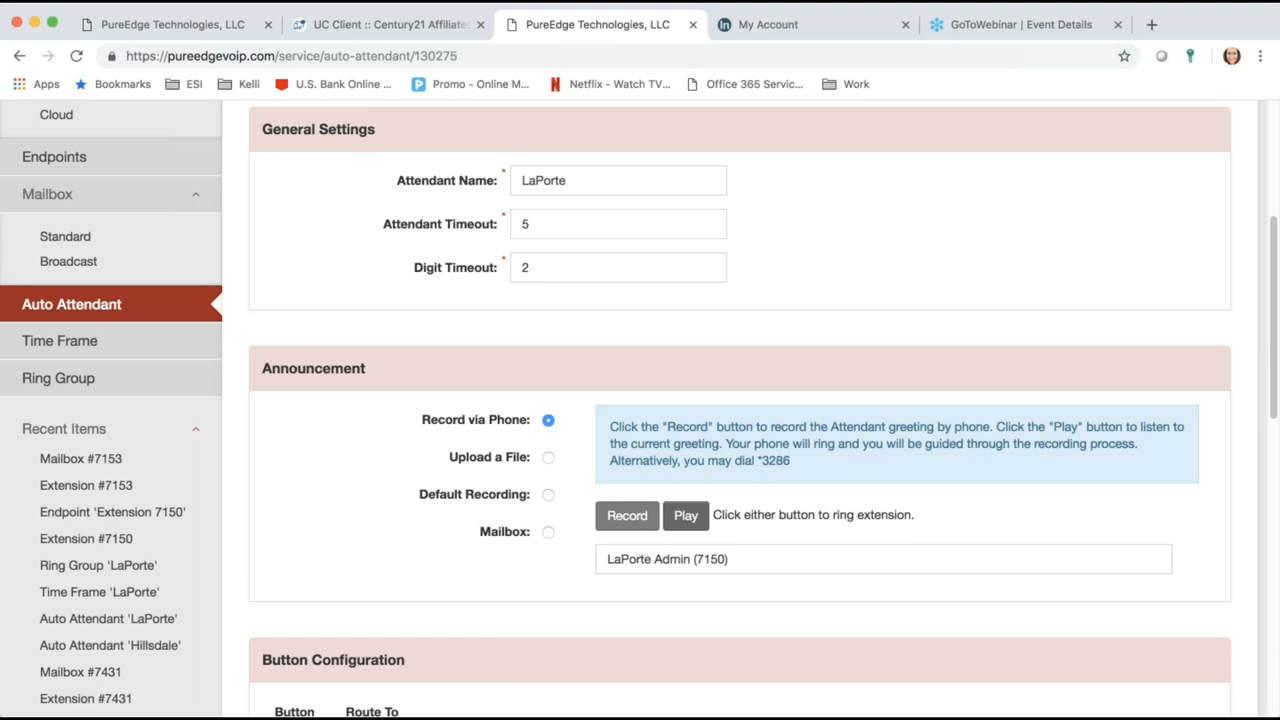 PureEdge Technologies, LLC
UC Client :: Century21 Affiliate
PureEdge Technologies, LLC
My Account
GoToWebinar | Event Details
https://pureedgevoip.com/service/auto-attendant/130275
Apps
Bookmarks
ESI
Kelli
U.S. Bank Online ...
Promo - Online M...
Netflix - Watch TV...
Office 365 Servic...
Work
Cloud
Endpoints
Mailbox
Standard
Broadcast
Auto Attendant
Time Frame
Ring Group
Recent Items
Mailbox #7153
Extension #7153
Endpoint 'Extension 7150'
Extension #7150
Ring Group 'LaPorte'
Time Frame 'LaPorte'
Auto Attendant 'LaPorte'
Auto Attendant 'Hillsdale'
Mailbox #7431
Extension #7431
General Settings
Attendant Name: * LaPorte
Attendant Timeout: * 5
Digit Timeout: * 2
Announcement
Record via Phone:
Upload a File:
Default Recording:
Mailbox:
Click the "Record" button to record the Attendant greeting by phone. Click the "Play" button to listen to
the current greeting. Your phone will ring and you will be guided through the recording process.
Alternatively, you may dial *3286
Record Play Click either button to ring extension.
LaPorte Admin (7150)
Button Configuration
Button Route To